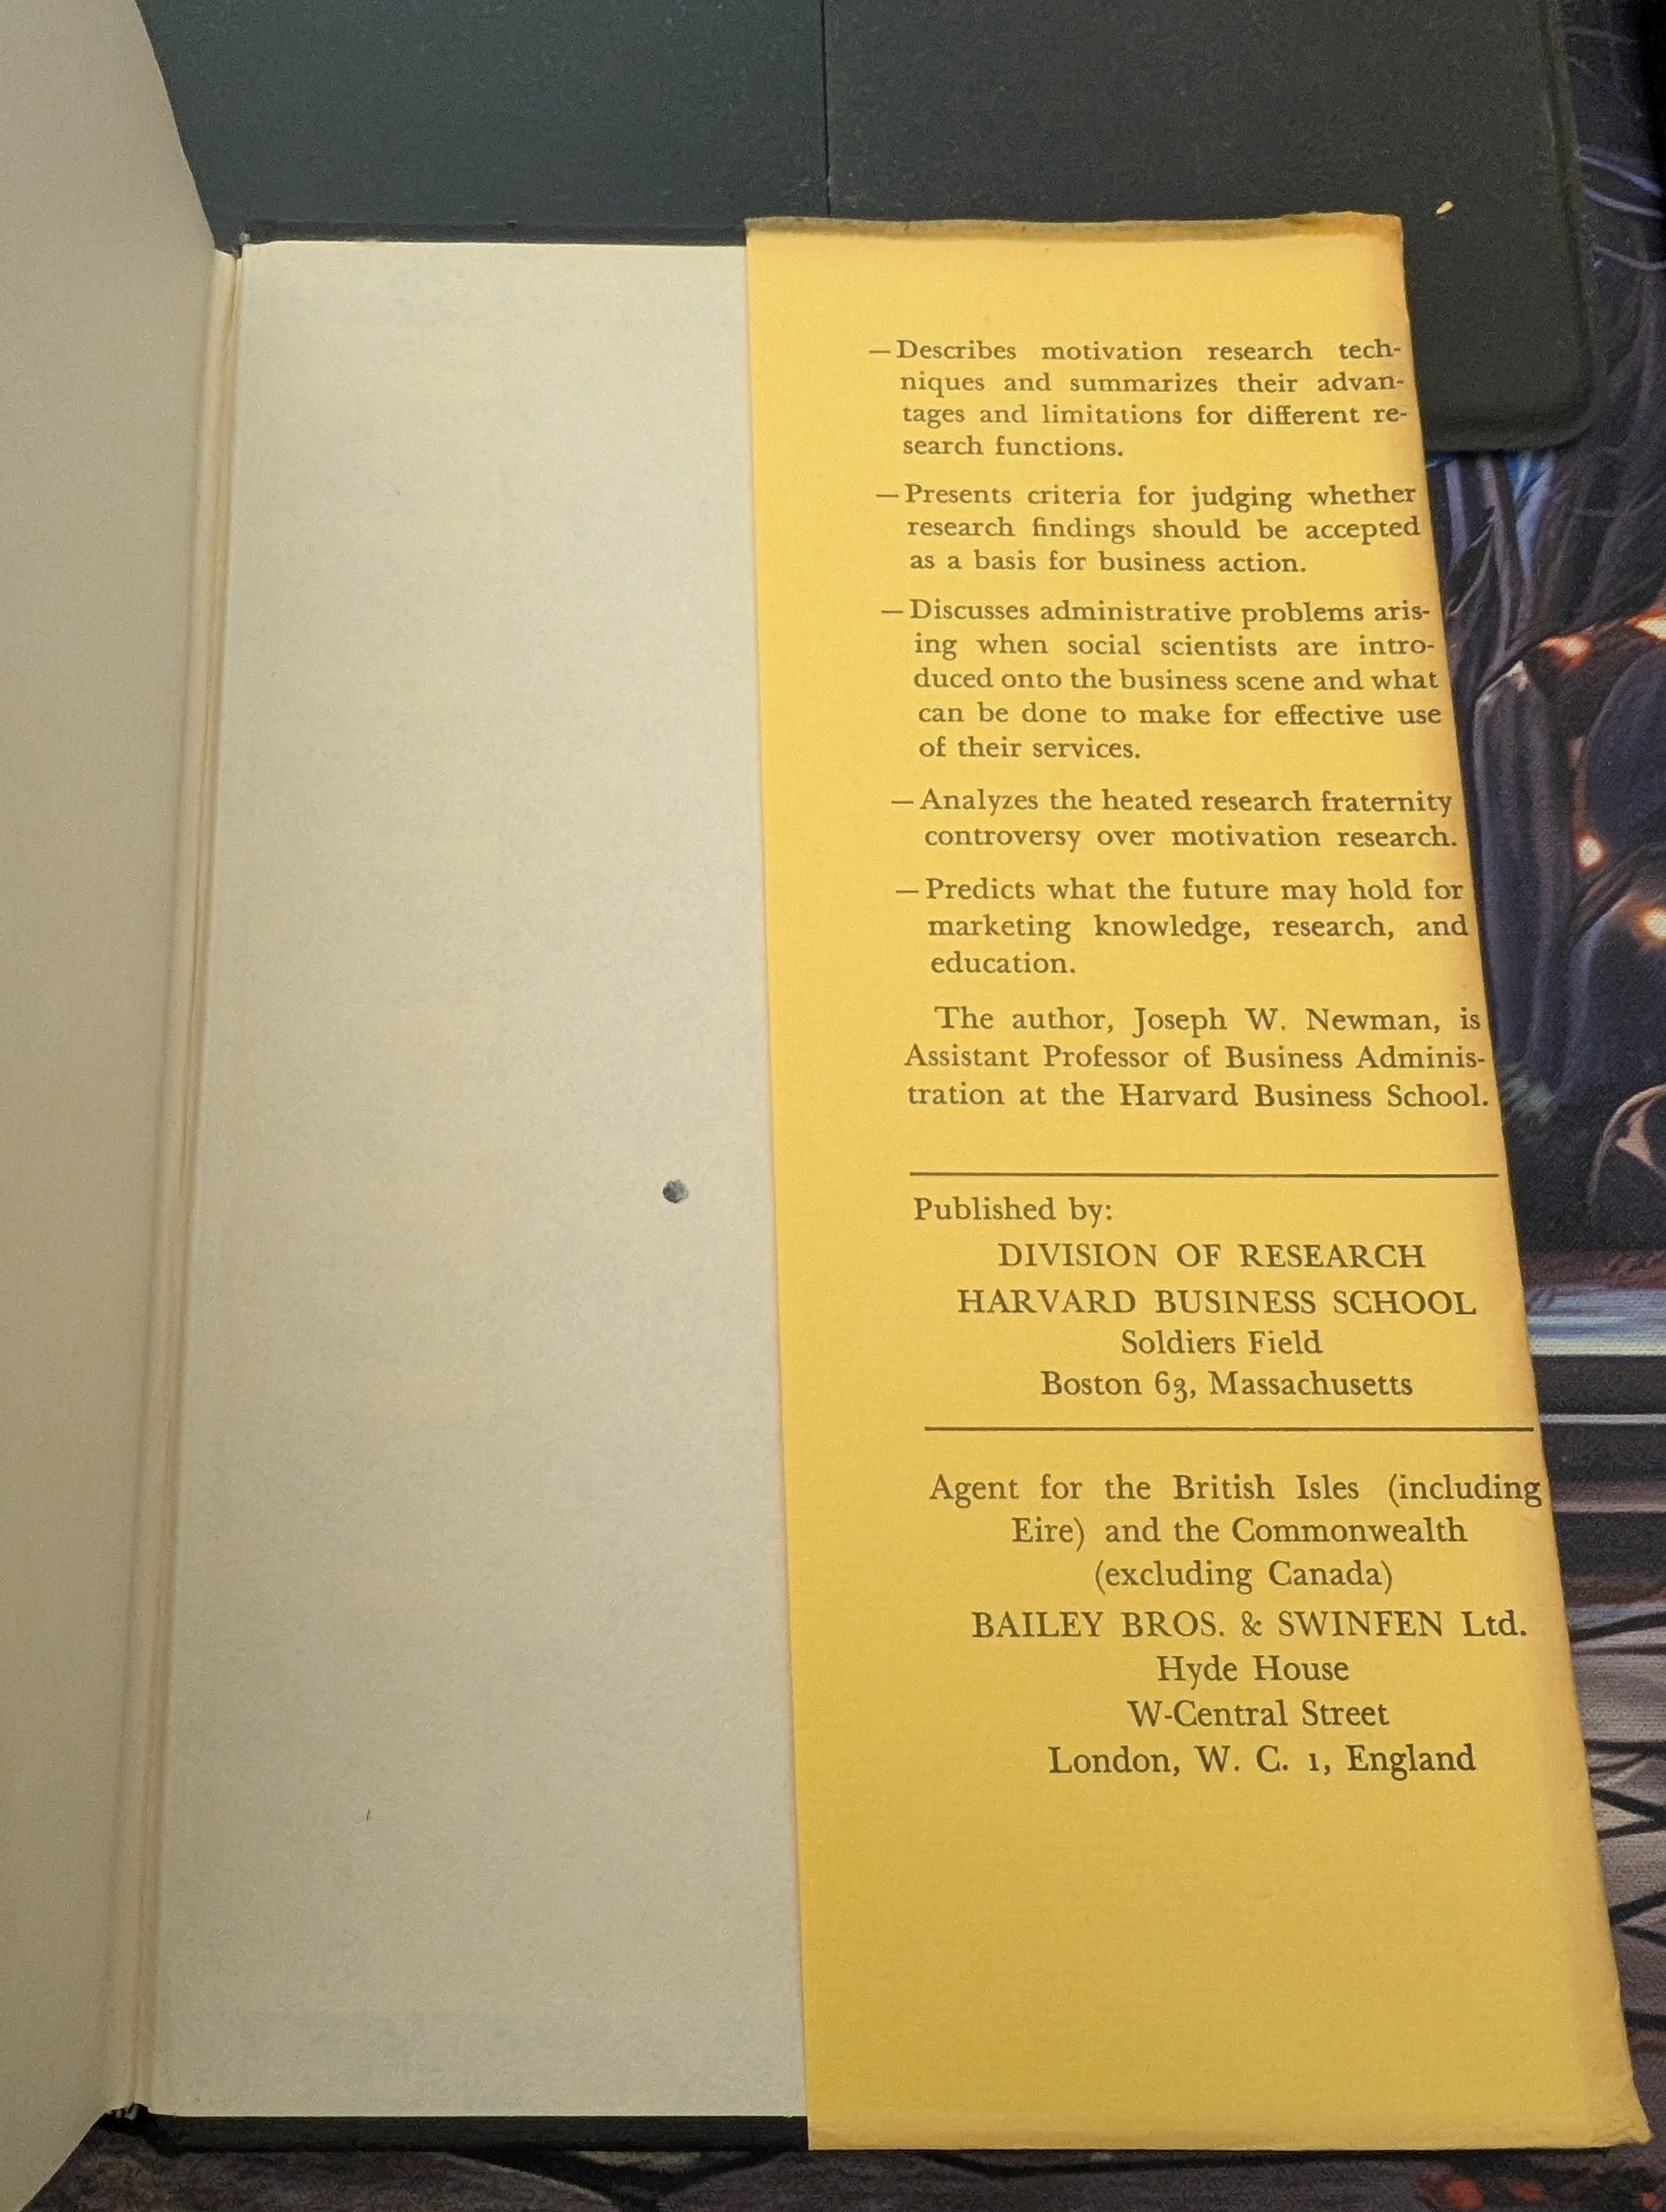 —Describes motivation research tech-
niques and summarizes their advan-
tages and limitations for different re-
search functions.
—Presents criteria for judging whether
research findings should be accepted
as a basis for business action.
—Discusses administrative problems aris-
ing when social scientists are intro-
duced onto the business scene and what
can be done to make for effective use
of their services.
—Analyzes the heated research fraternity
controversy over motivation research.
—Predicts what the future may hold for
marketing knowledge, research, and
education.
The author, Joseph W. Newman, is
Assistant Professor of Business Adminis-
tration at the Harvard Business School.
Published by:
DIVISION OF RESEARCH
HARVARD BUSINESS SCHOOL
Soldiers Field
Boston 63, Massachusetts
Agent for the British Isles (including
Eire) and the Commonwealth
(excluding Canada)
BAILEY BROS. & SWINFEN Ltd.
Hyde House
W-Central Street
London, W. C. 1, England